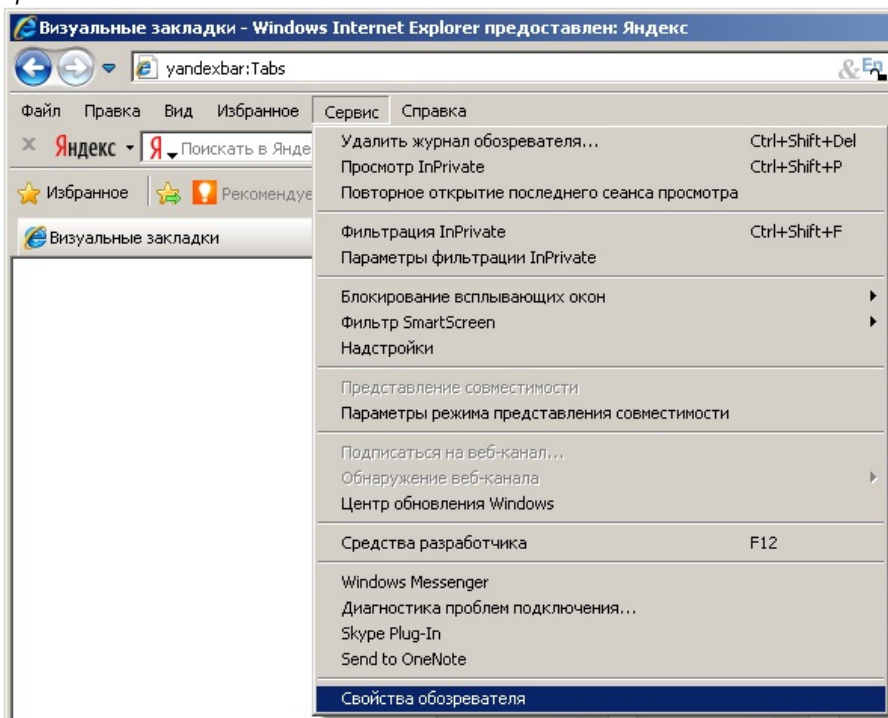 Визуальные закладки - Windows Internet Explorer предоставлен: Яндекс
yandexbar:Tabs
En
Файл Правка Вид Избранное Сервис Справка
Яндекс Я Поискать в Янде
Избранное Рекомендуе
Визуальные закладки
Удалить журнал обозревателя... Ctrl+Shift+Del
Просмотр InPrivate Ctrl+Shift+P
Повторное открытие последнего сеанса просмотра
Фильтрация InPrivate Ctrl+Shift+F
Параметры фильтрации InPrivate
Блокирование всплывающих окон
Фильтр SmartScreen
Надстройки
Представление совместимости
Параметры режима представления совместимости
Подписаться на веб-канал...
Обнаружение веб-канала
Центр обновления Windows
Средства разработчика F12
Windows Messenger
Диагностика проблем подключения...
Skype Plug-In
Send to OneNote
Свойства обозревателя